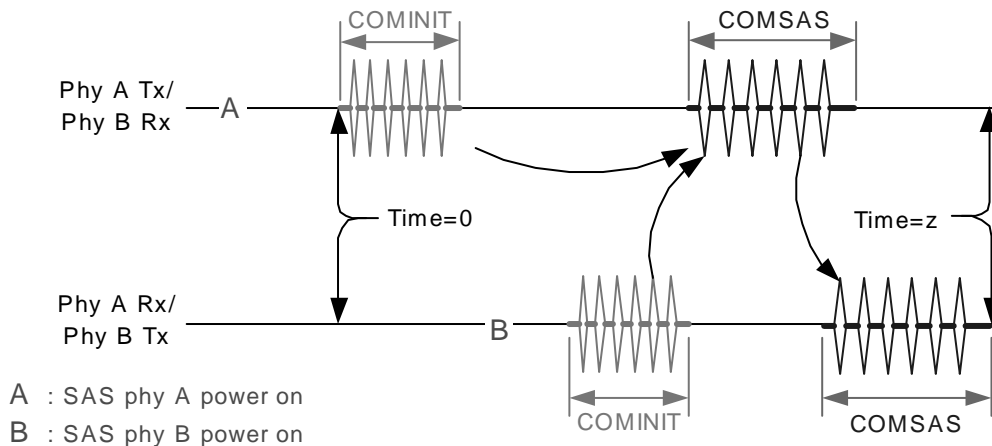 COMINIT
COMSAS
Phy A Tx/
Phy B Rx
A
Time=0
Time=z
Phy A Rx/
Phy B Tx
B
COMINIT
COMSAS
A : SAS phy A power on
B : SAS phy B power on